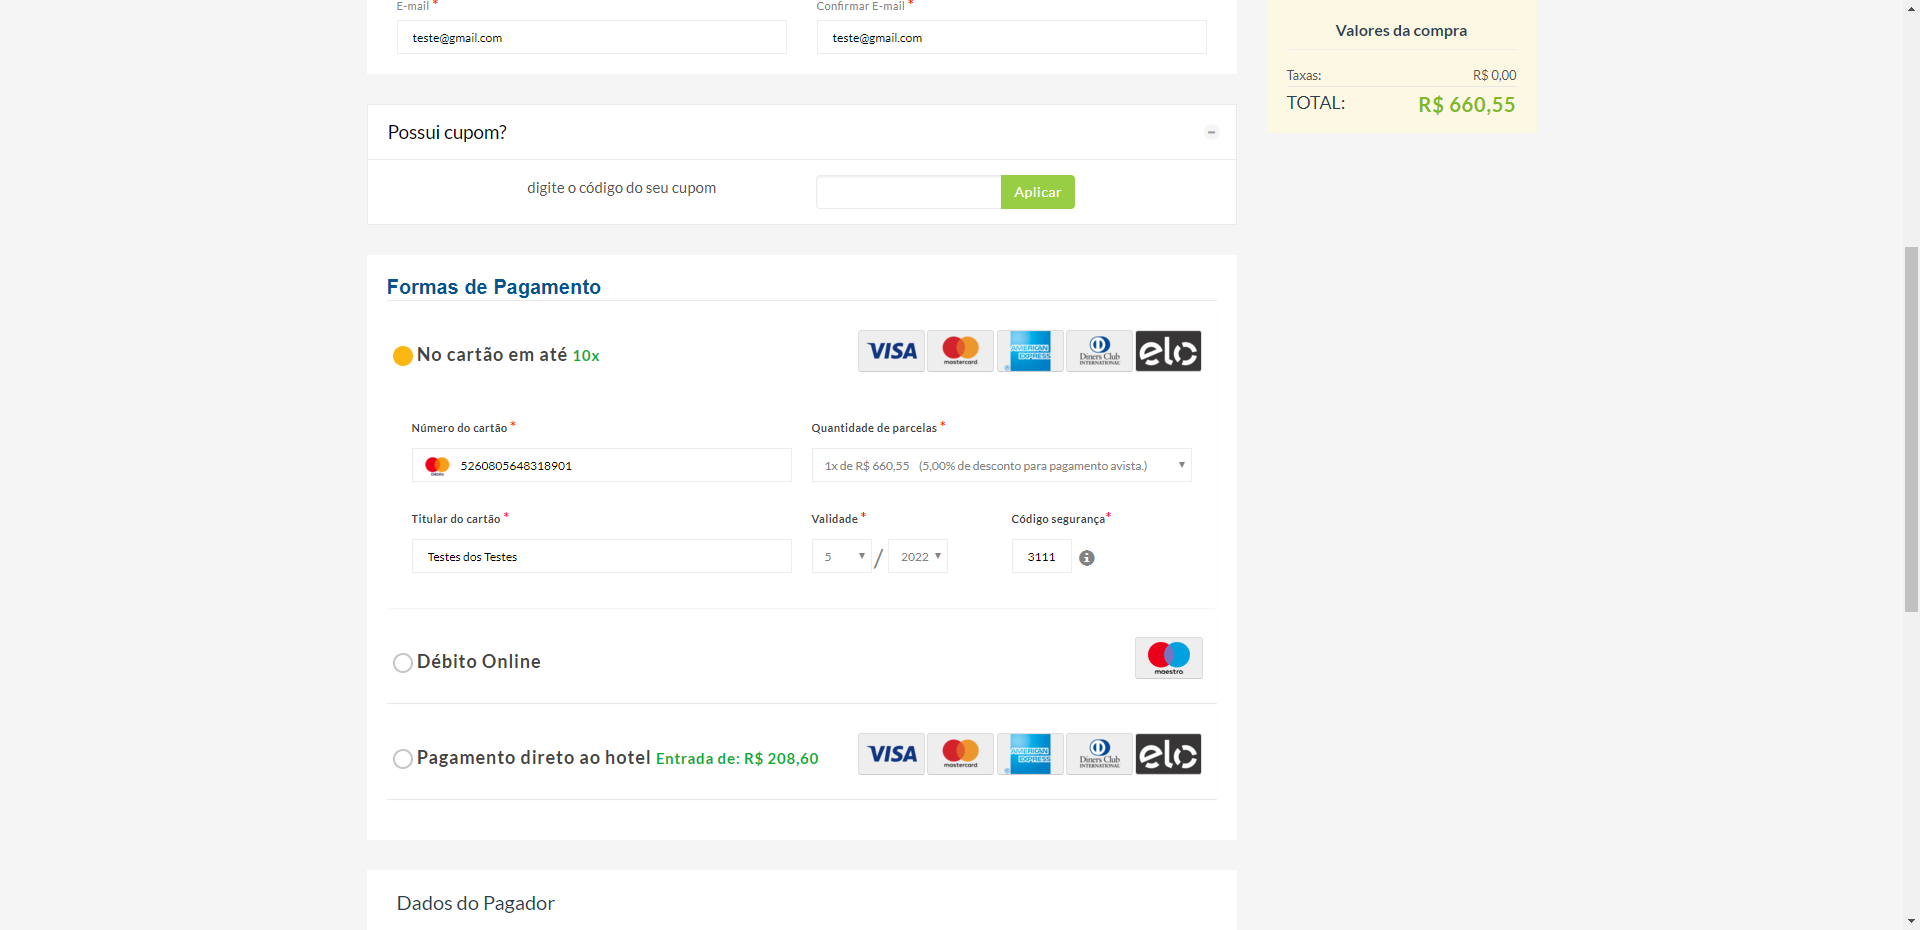 E-mail *
Confirmar E-mail *
teste@gmail.com
teste@gmail.com
Valores da compra
Taxas: R$ 0,00
TOTAL: R$ 660,55
Possui cupom?
digite o código do seu cupom
Aplicar
Formas de Pagamento
No cartão em até 10x
VISA
mastercard
AMERICAN EXPRESS
Diners Club INTERNATIONAL
elo
Número do cartão *
Quantidade de parcelas *
5260805648318901
1x de R$ 660,55 (5,00% de desconto para pagamento avista.)
Titular do cartão *
Validade *
Código segurança*
Testes dos Testes
5 / 2022
3111
Débito Online
maestro
Pagamento direto ao hotel Entrada de: R$ 208,60
VISA
mastercard
AMERICAN EXPRESS
Diners Club INTERNATIONAL
elo
Dados do Pagador